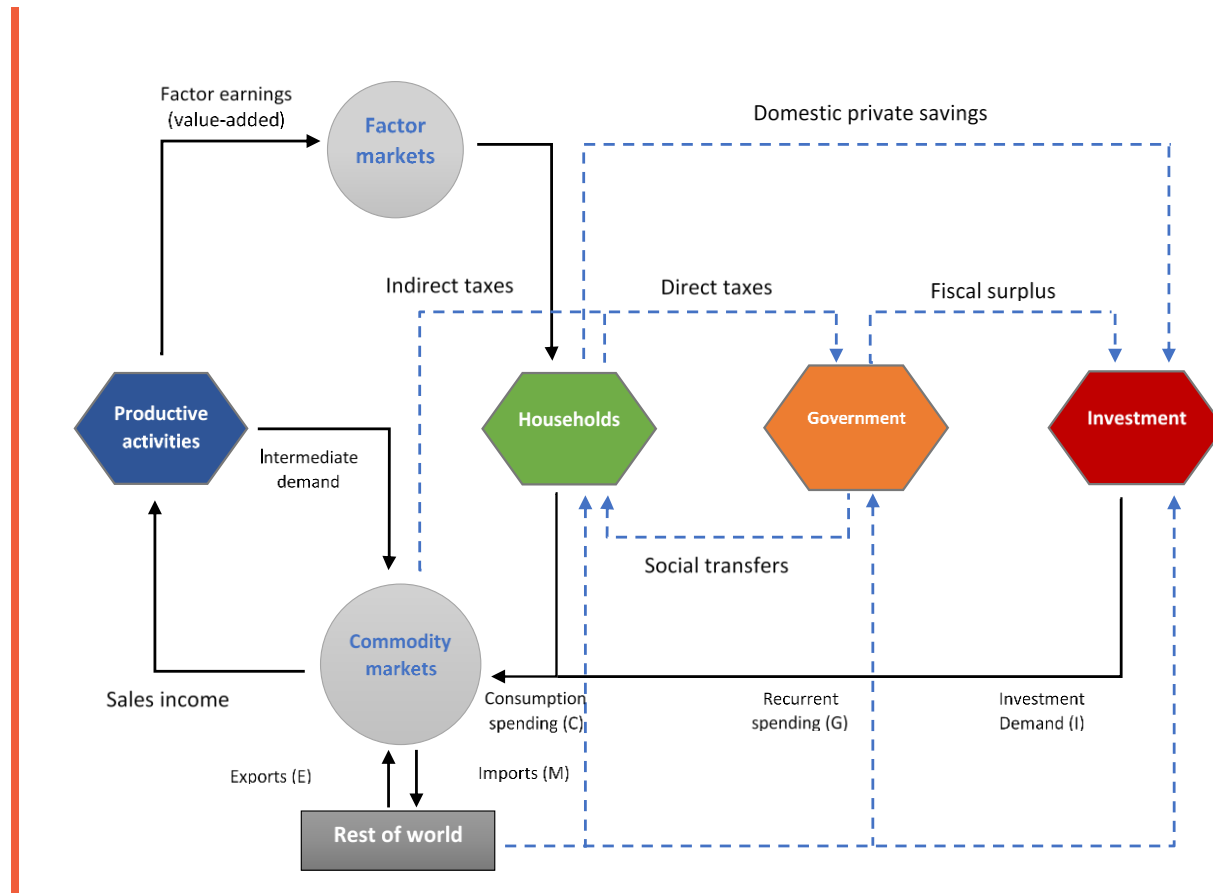 Factor earnings
(value-added)
Factor
markets
Domestic private savings
Indirect taxes
Direct taxes
Fiscal surplus
Productive
activities
Households
Government
Investment
Intermediate
demand
Social transfers
Commodity
markets
Sales income
Consumption
spending (C)
Recurrent
spending (G)
Investment
Demand (I)
Exports (E)
Imports (M)
Rest of world